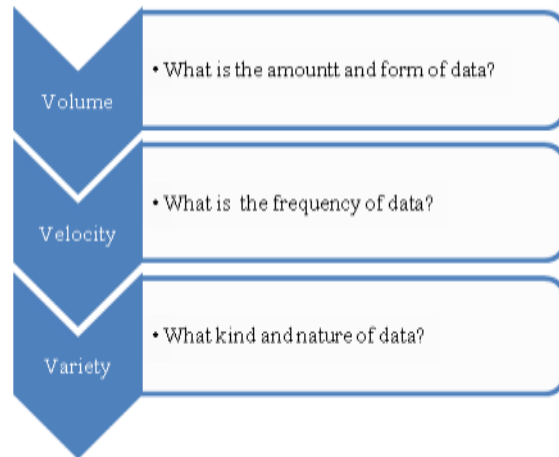 Volume
• What is the amountt and form of data?
Velocity
• What is  the frequency of data?
Variety
• What kind and nature of data?